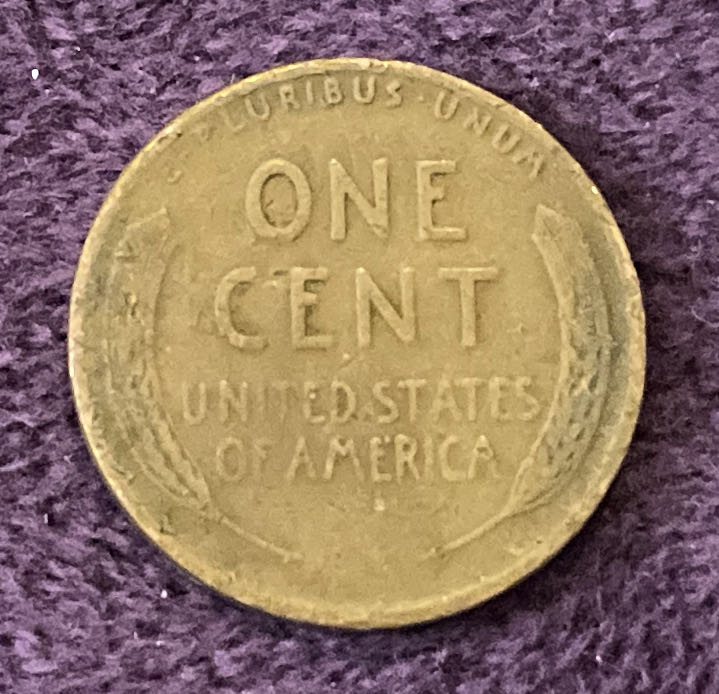 E · PLURIBUS · UNUM
ONE
CENT
UNITED STATES
OF AMERICA